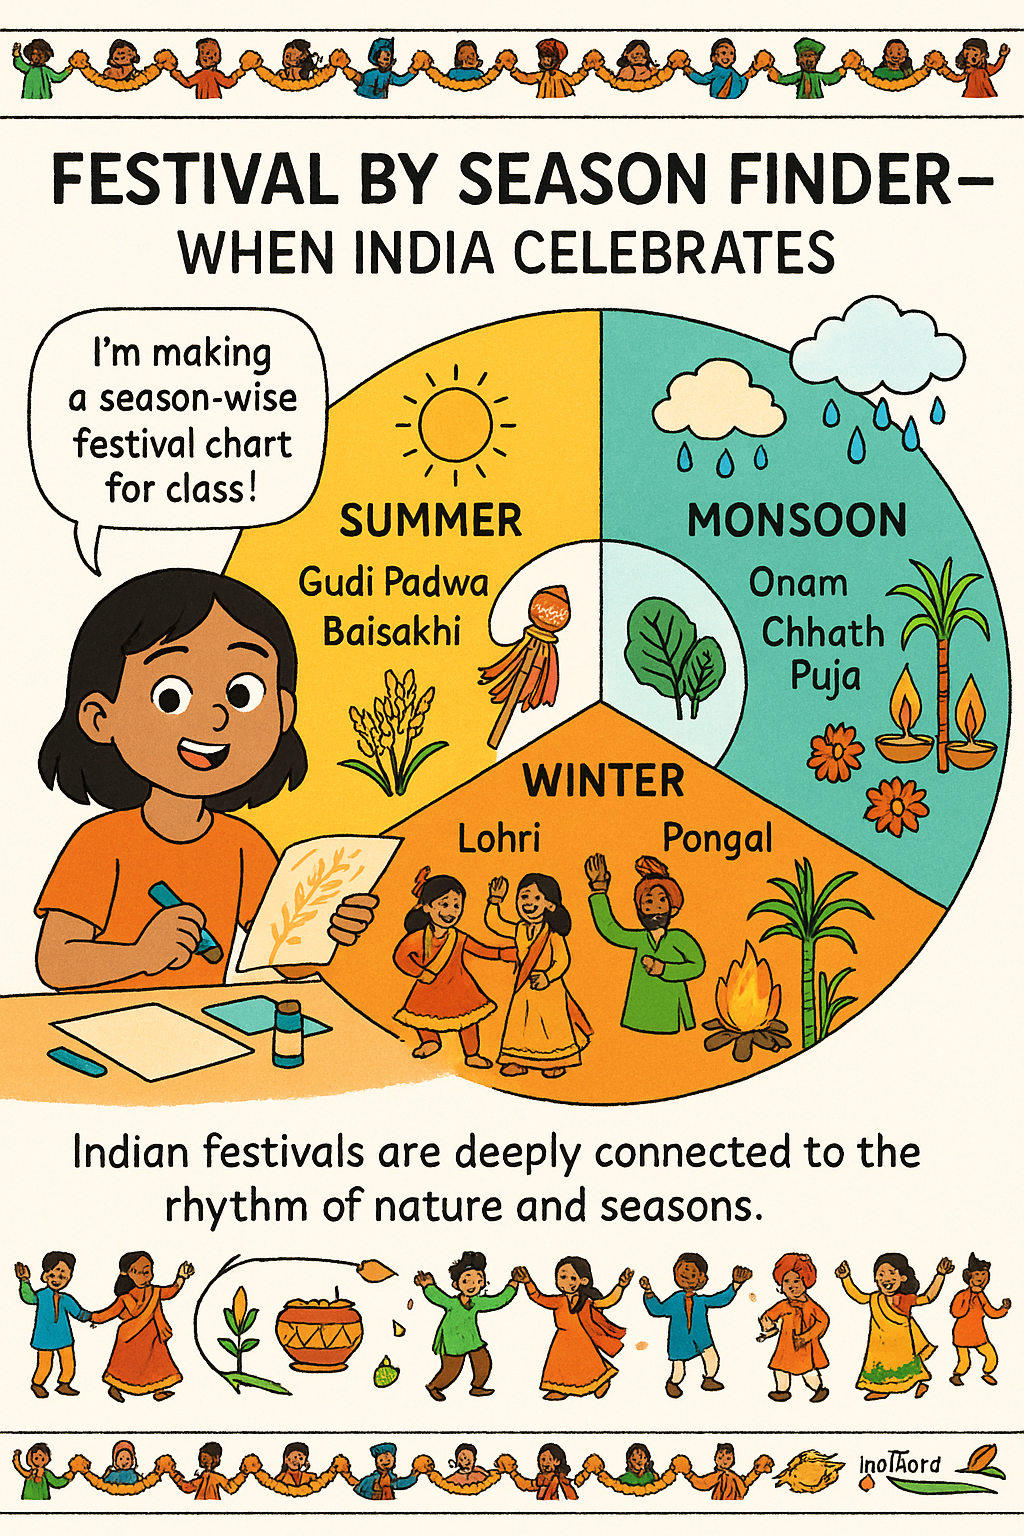 FESTIVAL BY SEASON FINDER–
WHEN INDIA CELEBRATES
I'm making
a season-wise
festival chart
for class!
SUMMER
Gudi Padwa
Baisakhi
MONSOON
Onam
Chhath
Puja
WINTER
Lohri
Pongal
Indian festivals are deeply connected to the
rhythm of nature and seasons.